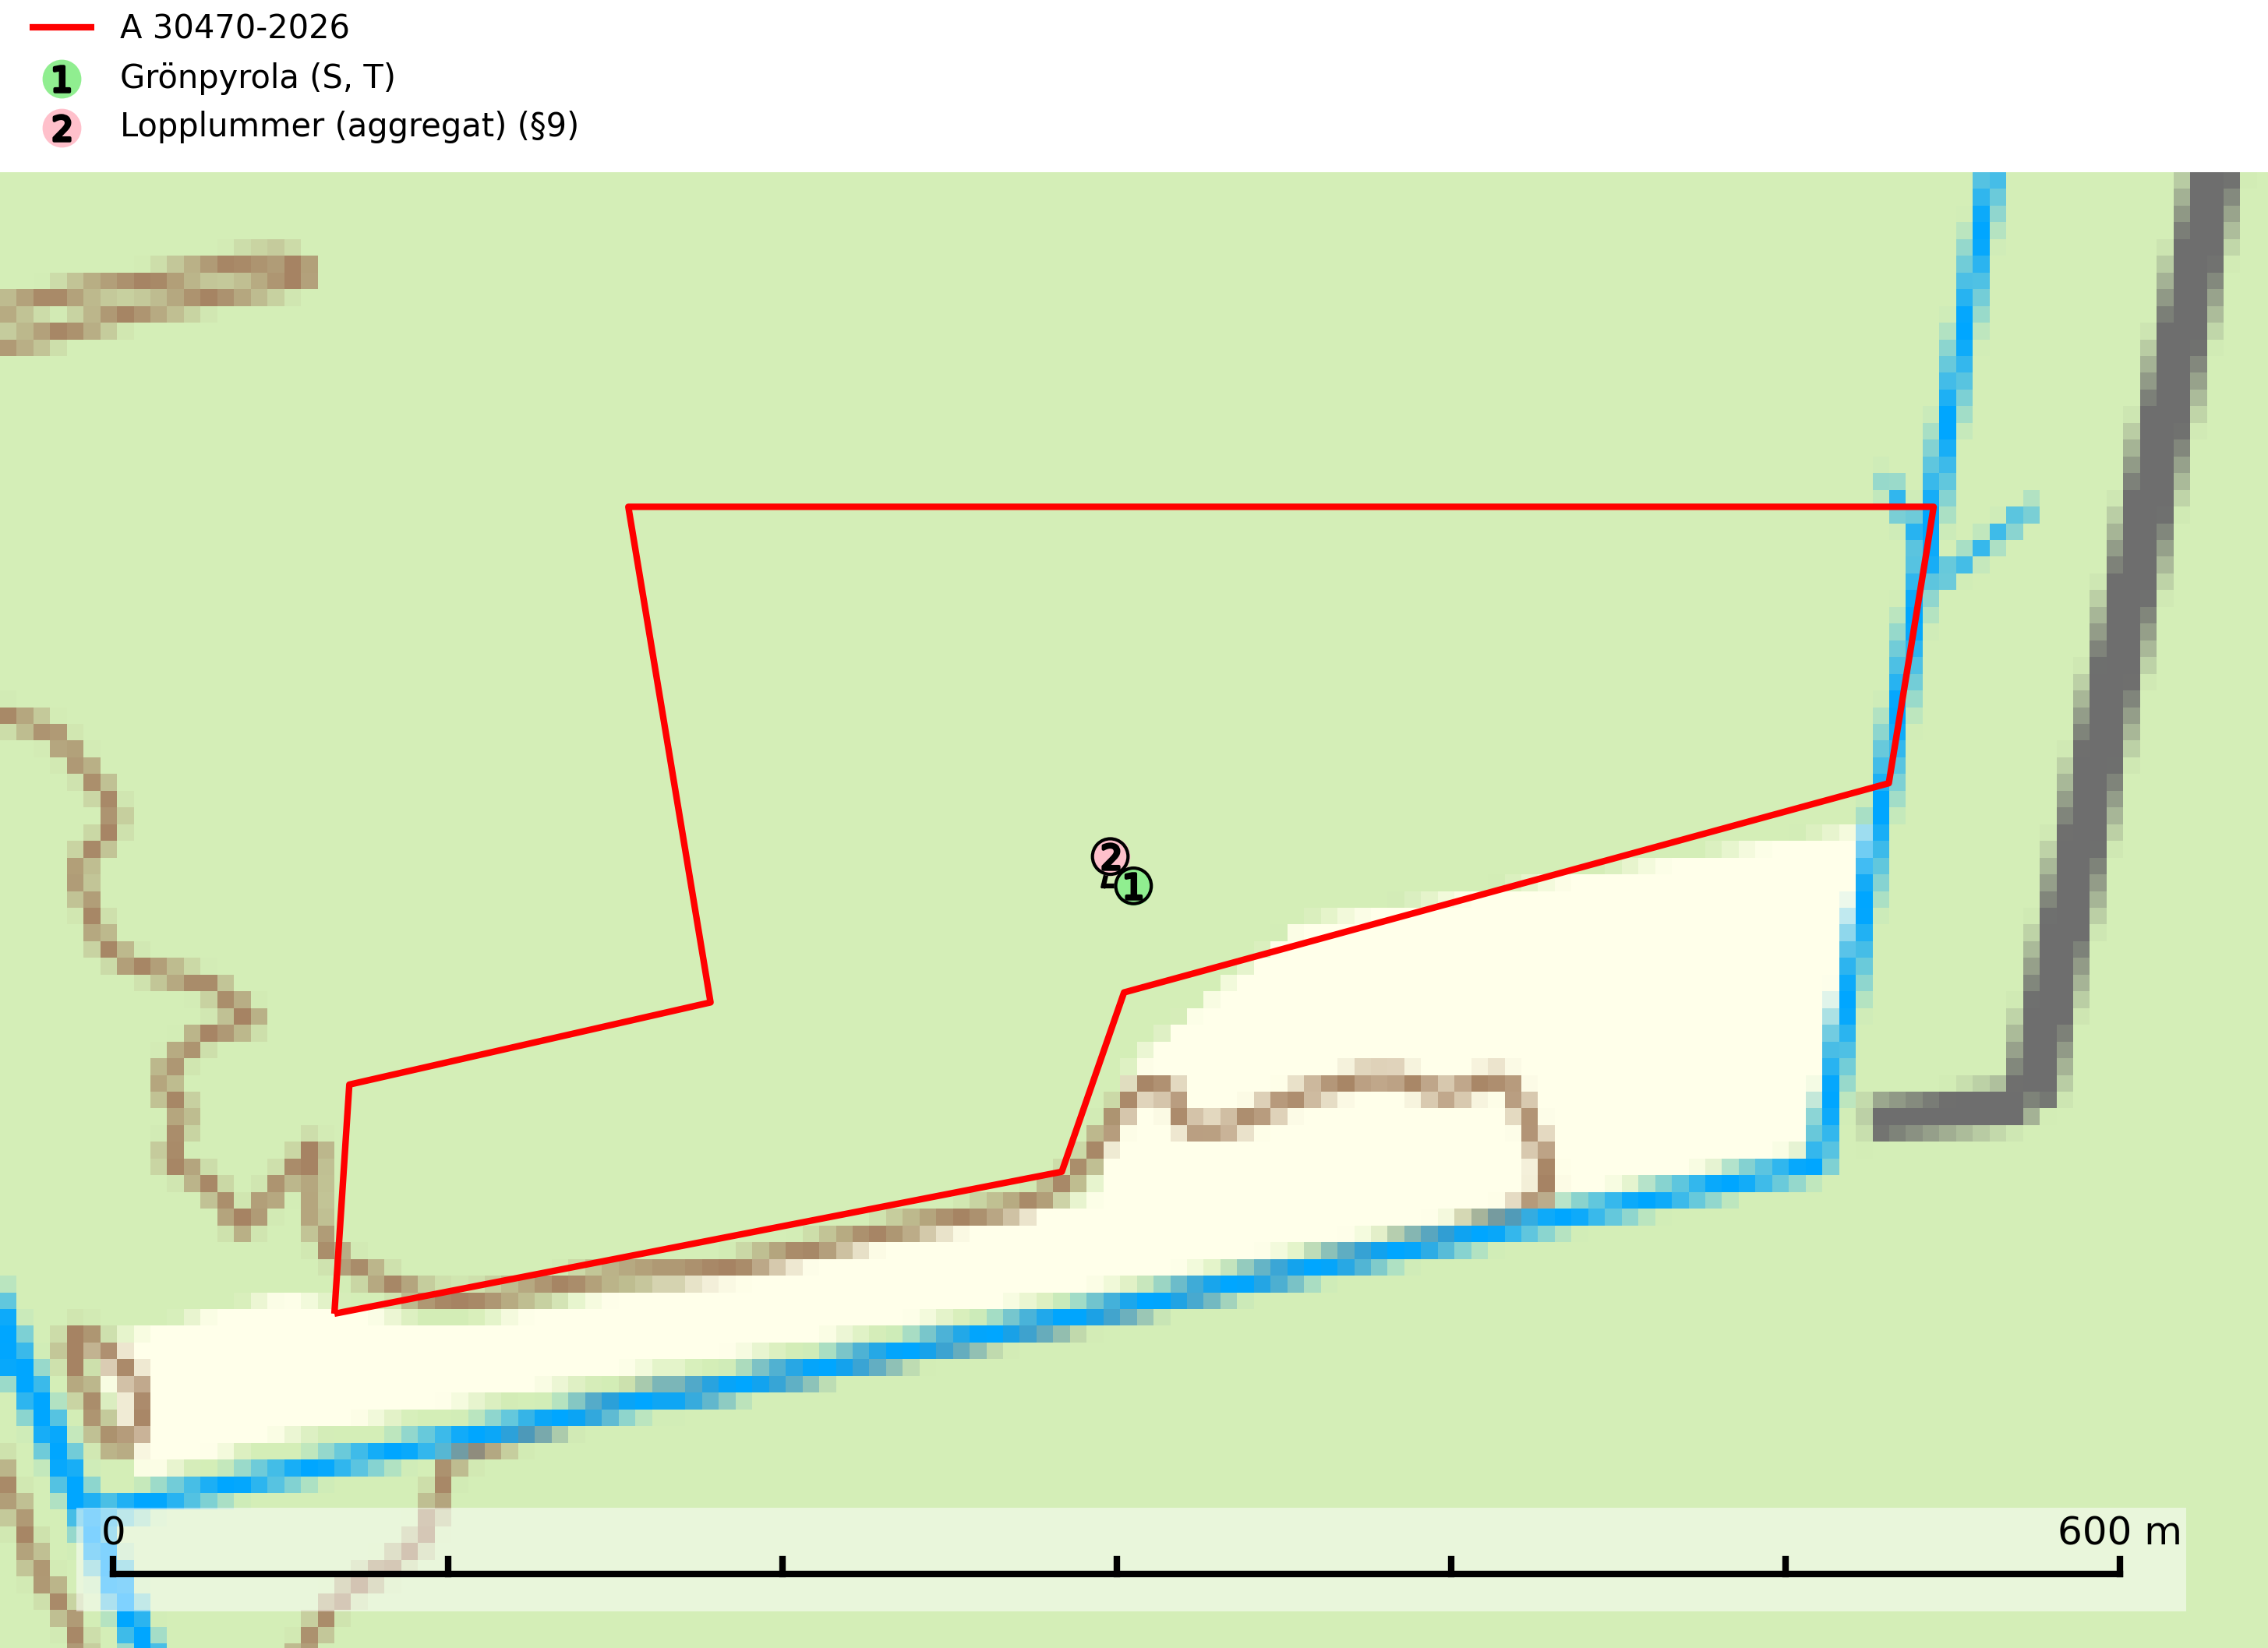 A 30470-2026
1 Grönpyrola (S, T)
2 Lopplummer (aggregat) (§9)
2
1
0 600 m